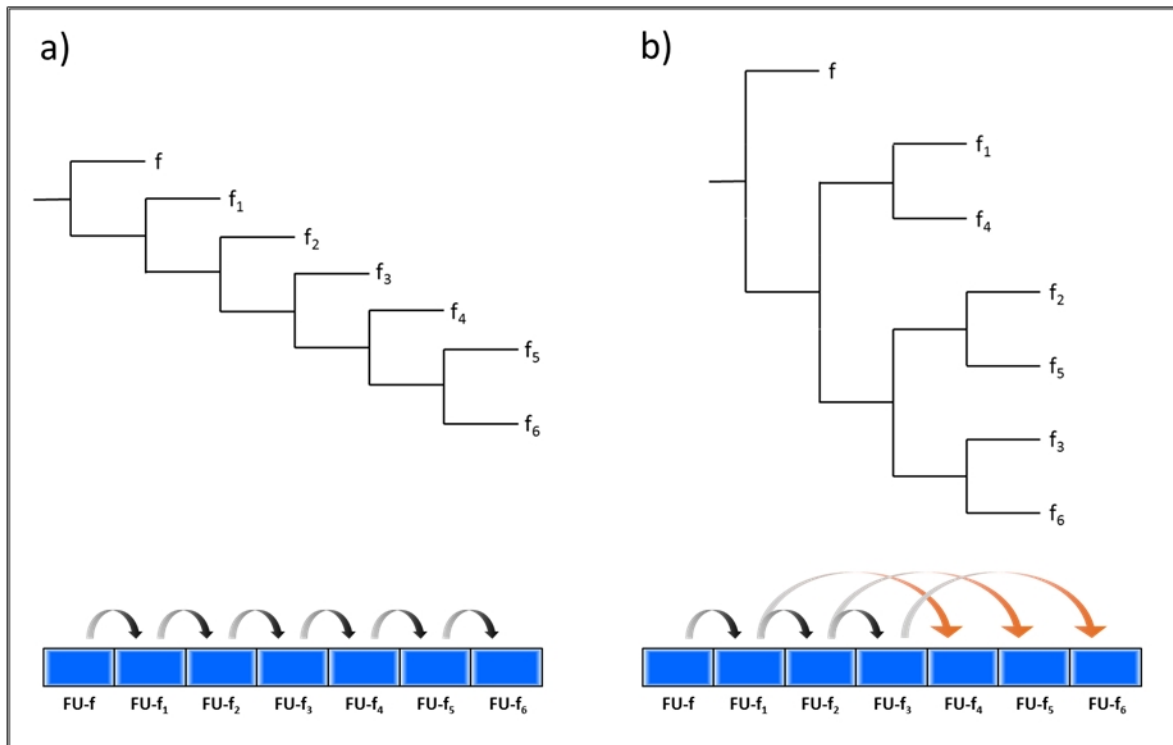 a)
f
f₁
f₂
f₃
f₄
f₅
f₆
FU-f FU-f₁ FU-f₂ FU-f₃ FU-f₄ FU-f₅ FU-f₆
b)
f
f₁
f₄
f₂
f₅
f₃
f₆
FU-f FU-f₁ FU-f₂ FU-f₃ FU-f₄ FU-f₅ FU-f₆